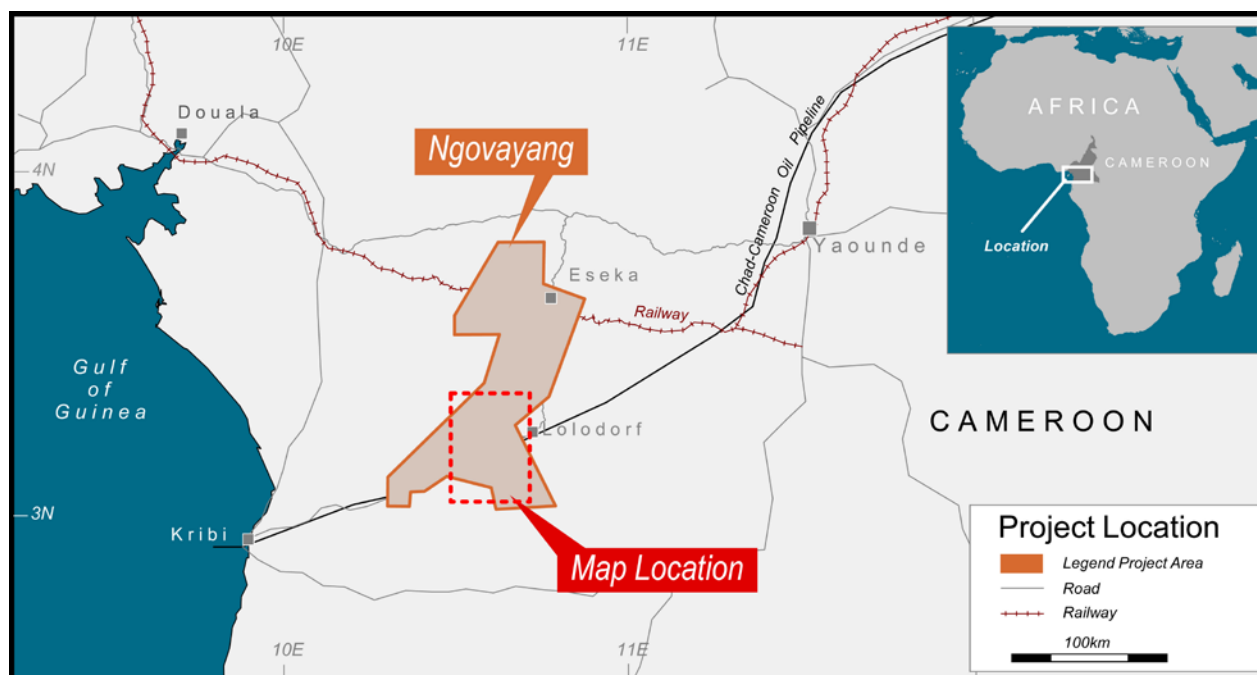 10E
11E
Douala
4N
Ngovayang
Chad-Cameroon Oil Pipeline
Yaounde
Eseka
Railway
Gulf
of
Guinea
Lolodorf
CAMEROON
3N
Kribi
Map Location
10E
11E
AFRICA
CAMEROON
Location
Project Location
Legend Project Area
Road
Railway
100km